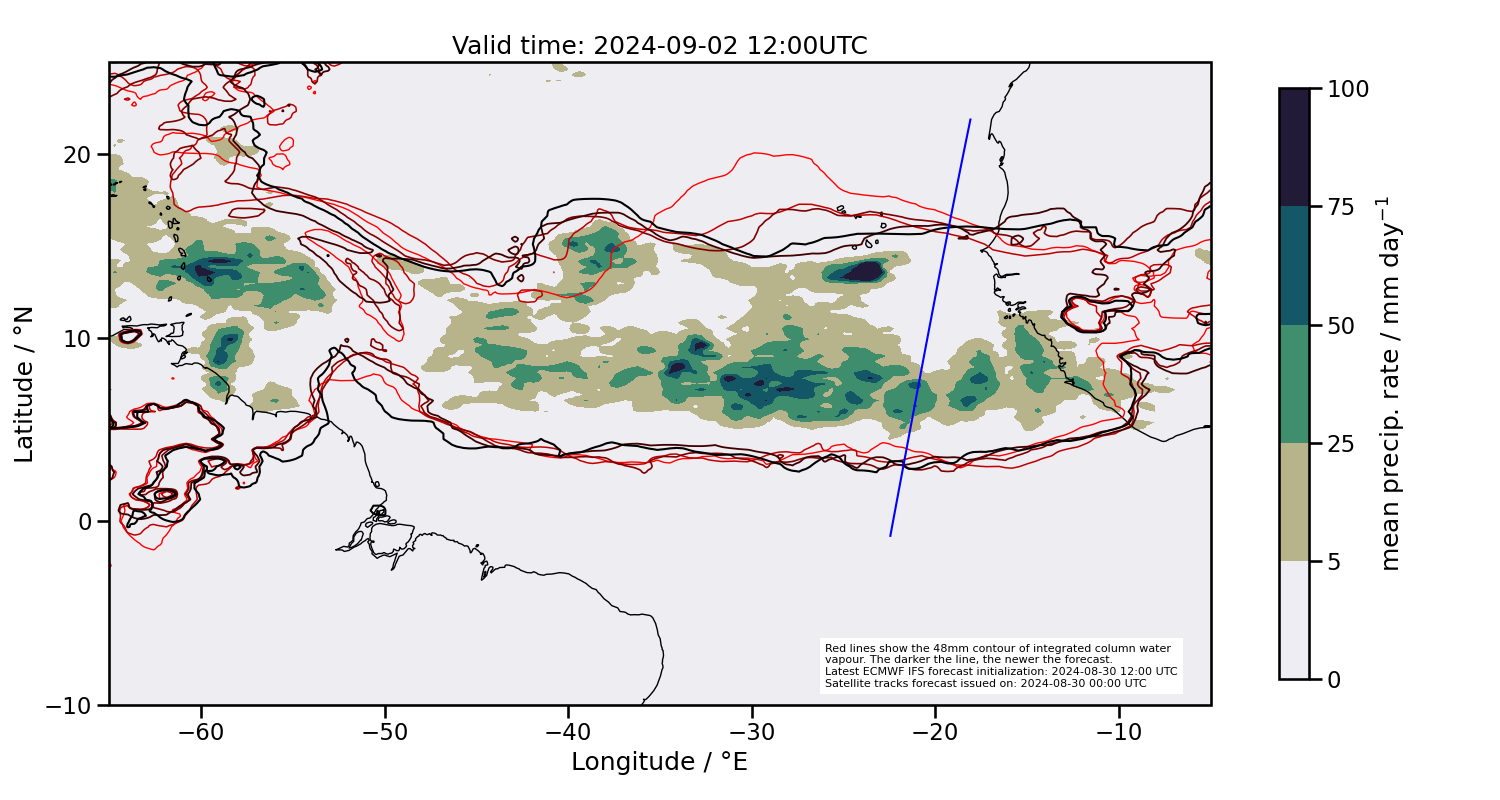 Valid time: 2024-09-02 12:00UTC
20
10
0
−10
Latitude / °N
−60
−50
−40
−30
−20
−10
Longitude / °E
Red lines show the 48mm contour of integrated column water
vapour. The darker the line, the newer the forecast.
Latest ECMWF IFS forecast initialization: 2024-08-30 12:00 UTC
Satellite tracks forecast issued on: 2024-08-30 00:00 UTC
100
75
50
25
5
0
mean precip. rate / mm day⁻¹